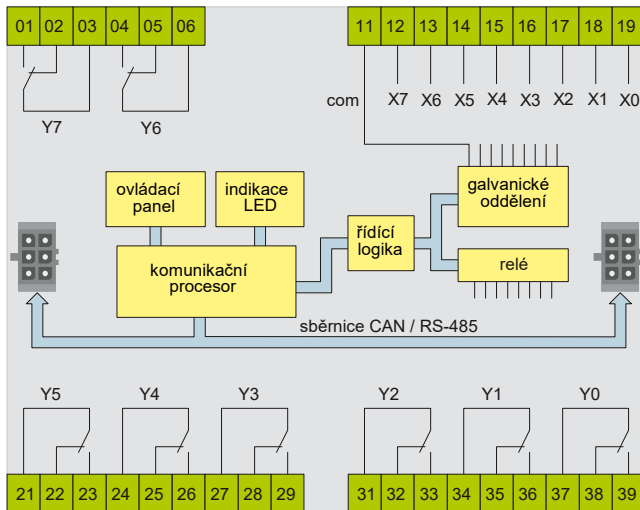 01 02 03 04 05 06
11 12 13 14 15 16 17 18 19
com X7 X6 X5 X4 X3 X2 X1 X0
Y7 Y6
ovládací
panel
indikace
LED
galvanické
oddělení
řídící
logika
komunikační
procesor
relé
sběrnice CAN / RS-485
Y5 Y4 Y3 Y2 Y1 Y0
21 22 23 24 25 26 27 28 29
31 32 33 34 35 36 37 38 39